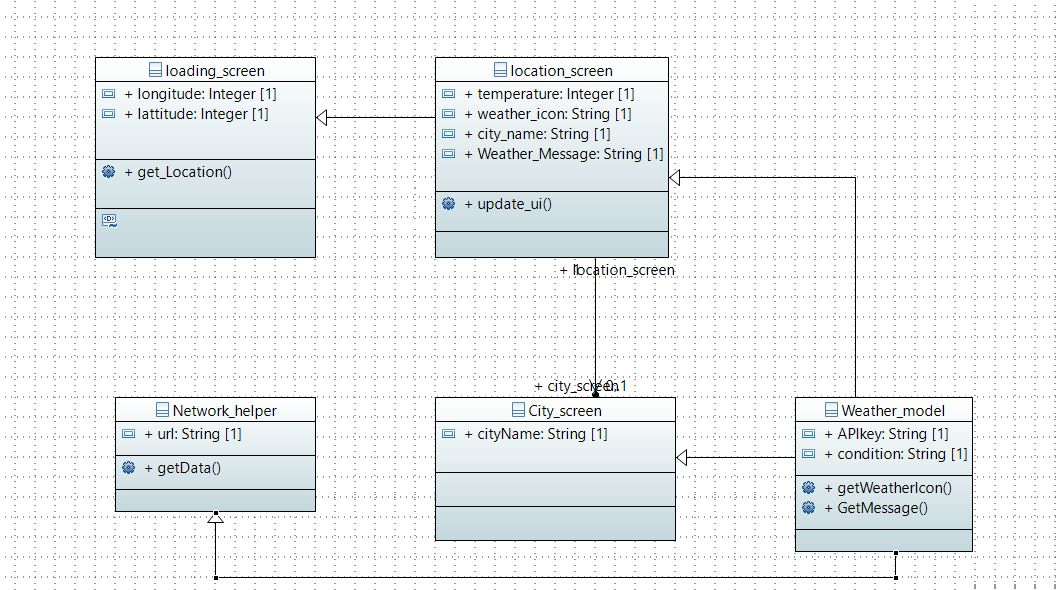 loading_screen
+ longitude: Integer [1]
+ lattitude: Integer [1]
+ get_Location()
location_screen
+ temperature: Integer [1]
+ weather_icon: String [1]
+ city_name: String [1]
+ Weather_Message: String [1]
+ update_ui()
+ location_screen
+ city_screen
0..1
Network_helper
+ url: String [1]
+ getData()
City_screen
+ cityName: String [1]
Weather_model
+ APIkey: String [1]
+ condition: String [1]
+ getWeatherIcon()
+ GetMessage()